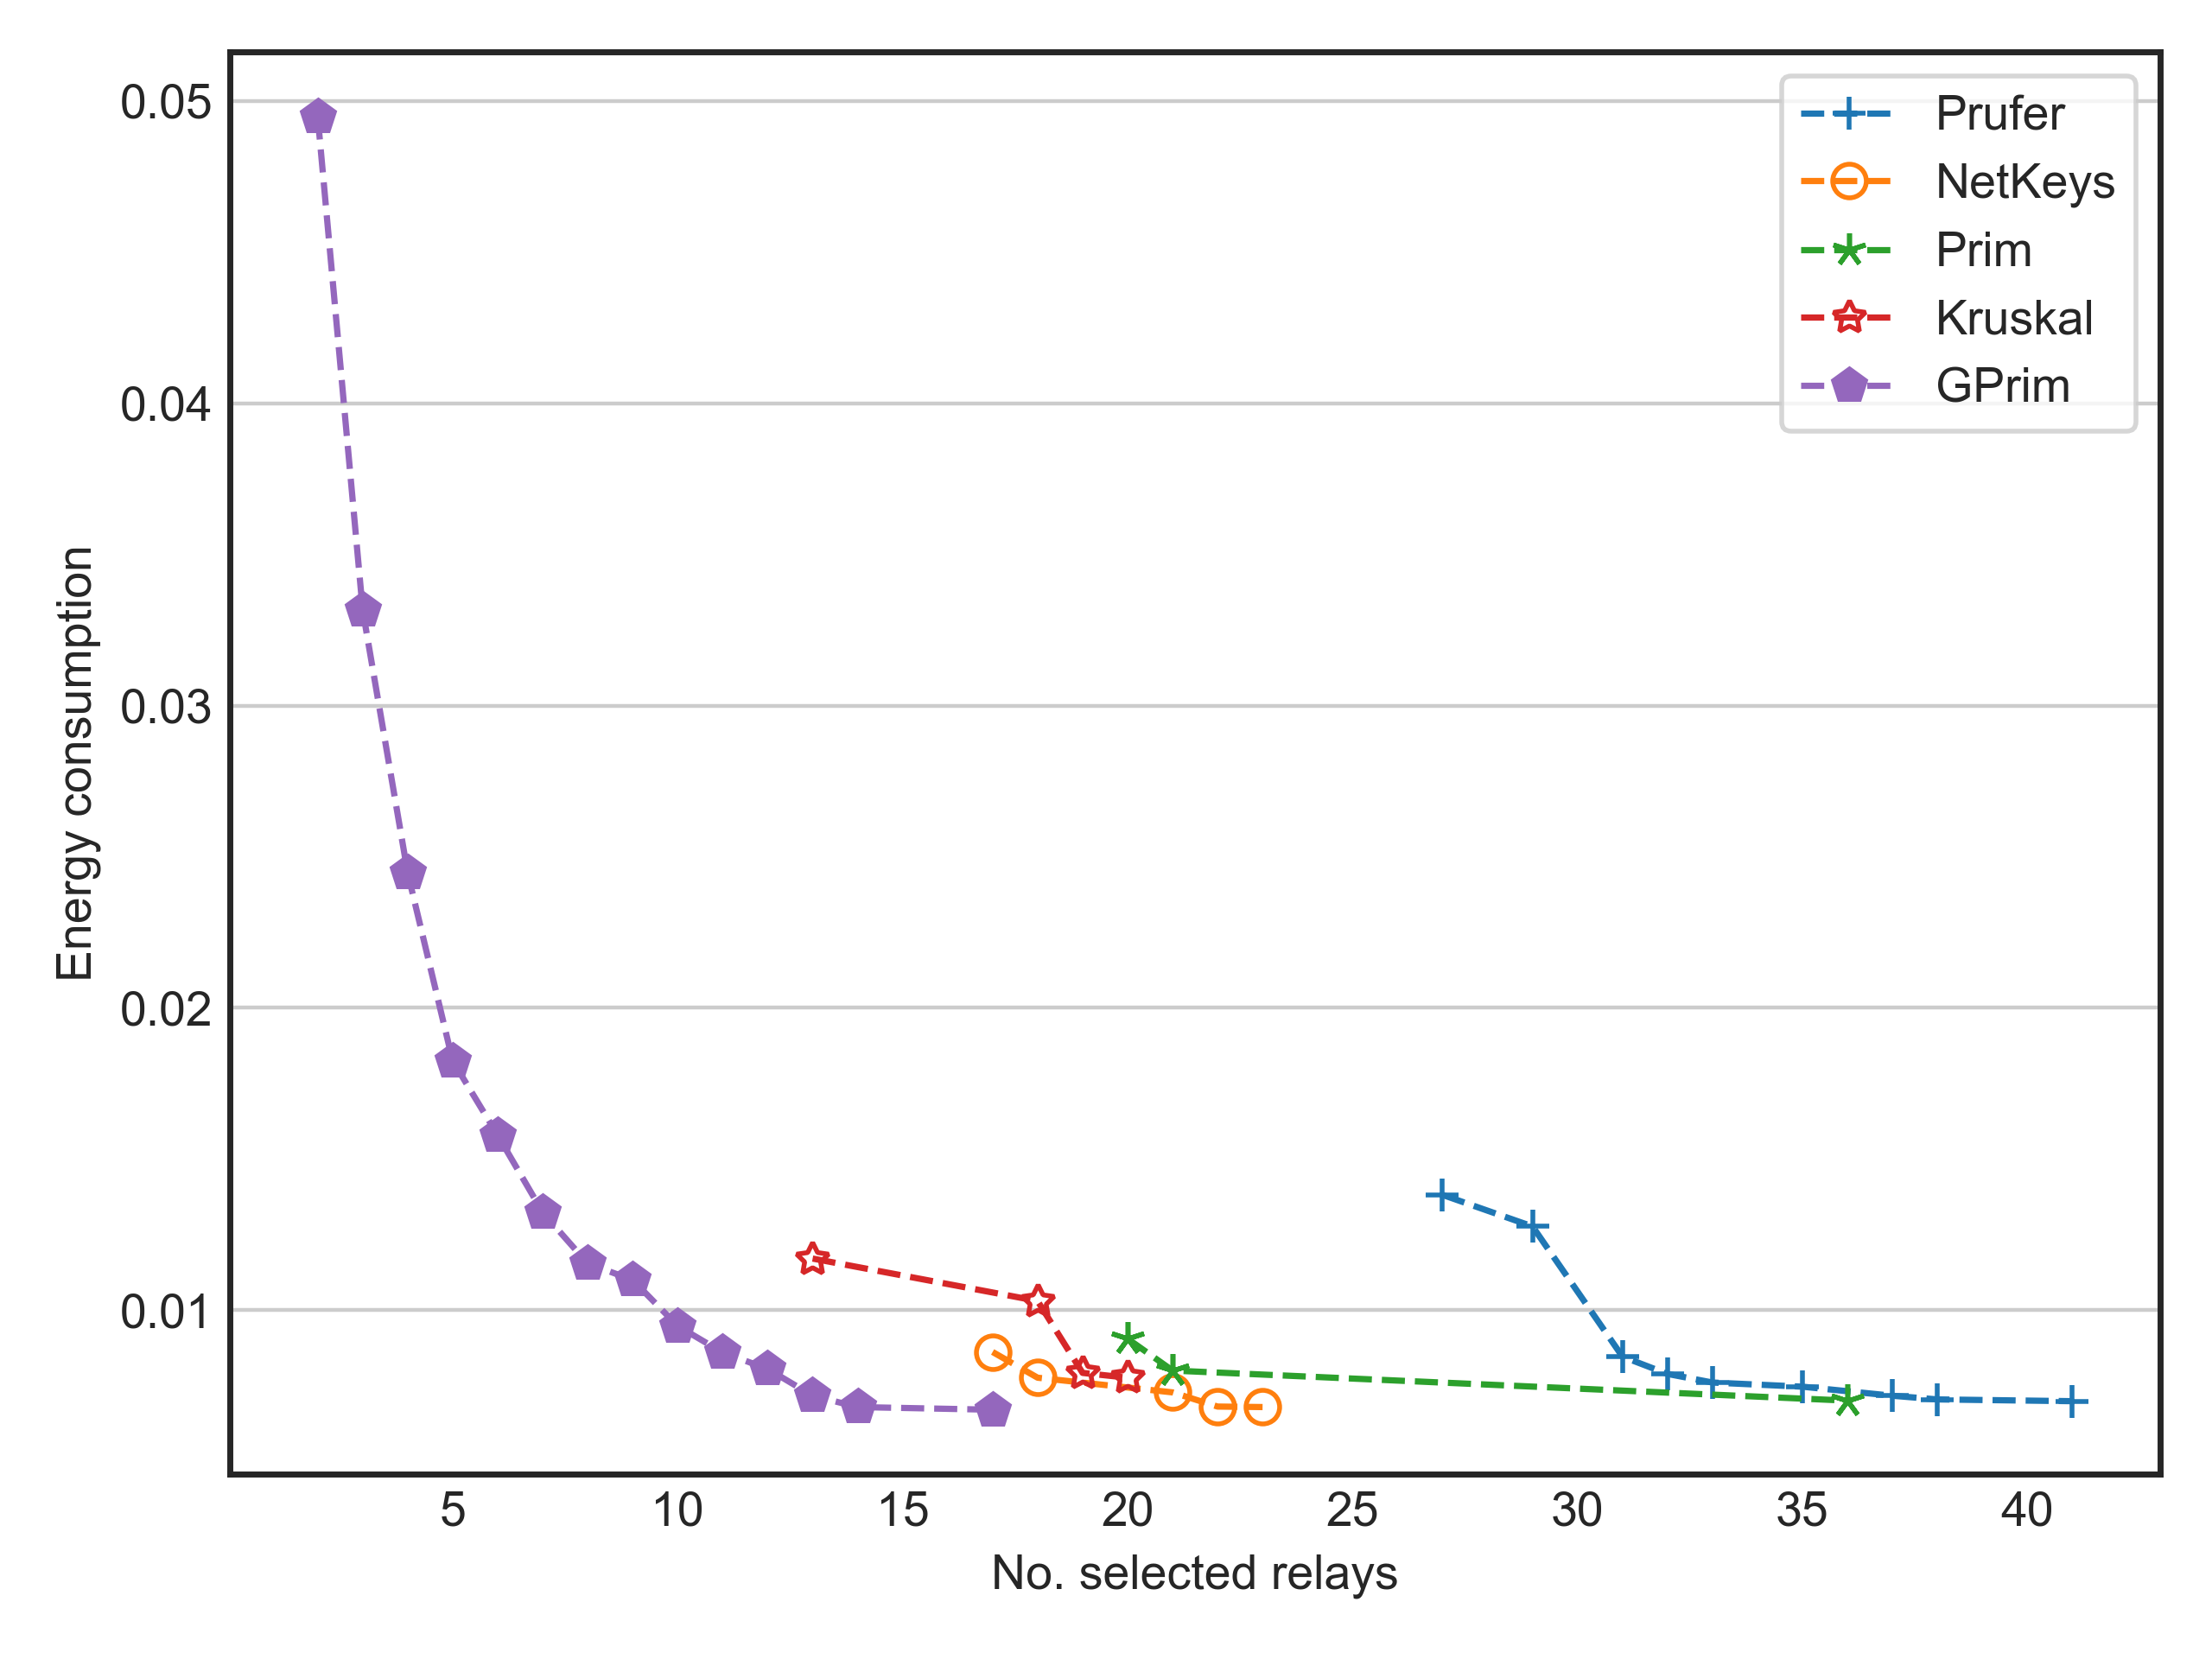 0.05
0.04
0.03
0.02
0.01
Energy consumption
5 10 15 20 25 30 35 40
No. selected relays
Prufer
NetKeys
Prim
Kruskal
GPrim